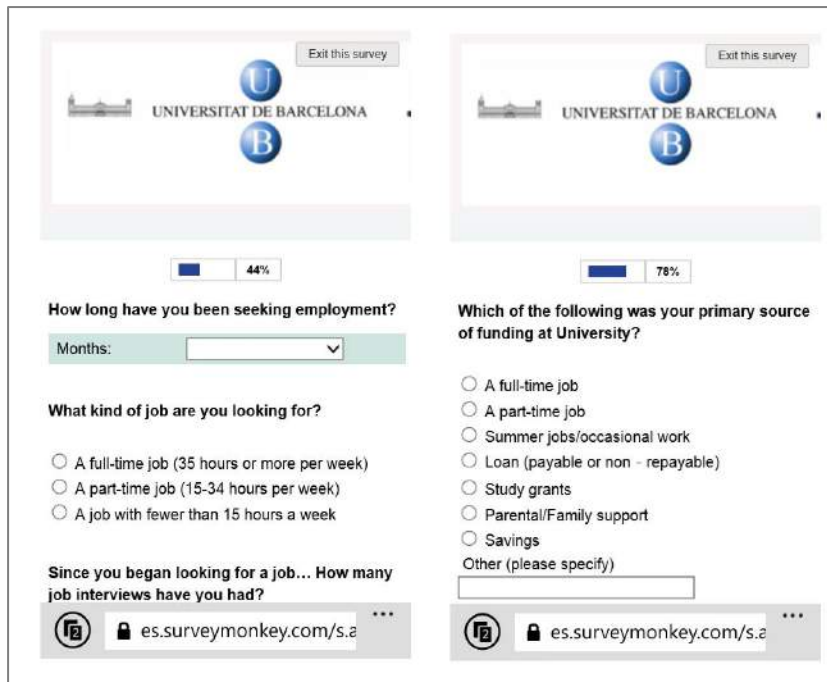 Exit this survey
U
UNIVERSITAT DE BARCELONA
B
44%
How long have you been seeking employment?
Months:
What kind of job are you looking for?
A full-time job (35 hours or more per week)
A part-time job (15-34 hours per week)
A job with fewer than 15 hours a week
Since you began looking for a job... How many
job interviews have you had?
2
es.surveymonkey.com/s.a
...
Exit this survey
U
UNIVERSITAT DE BARCELONA
B
78%
Which of the following was your primary source
of funding at University?
A full-time job
A part-time job
Summer jobs/occasional work
Loan (payable or non - repayable)
Study grants
Parental/Family support
Savings
Other (please specify)
2
es.surveymonkey.com/s.a
...